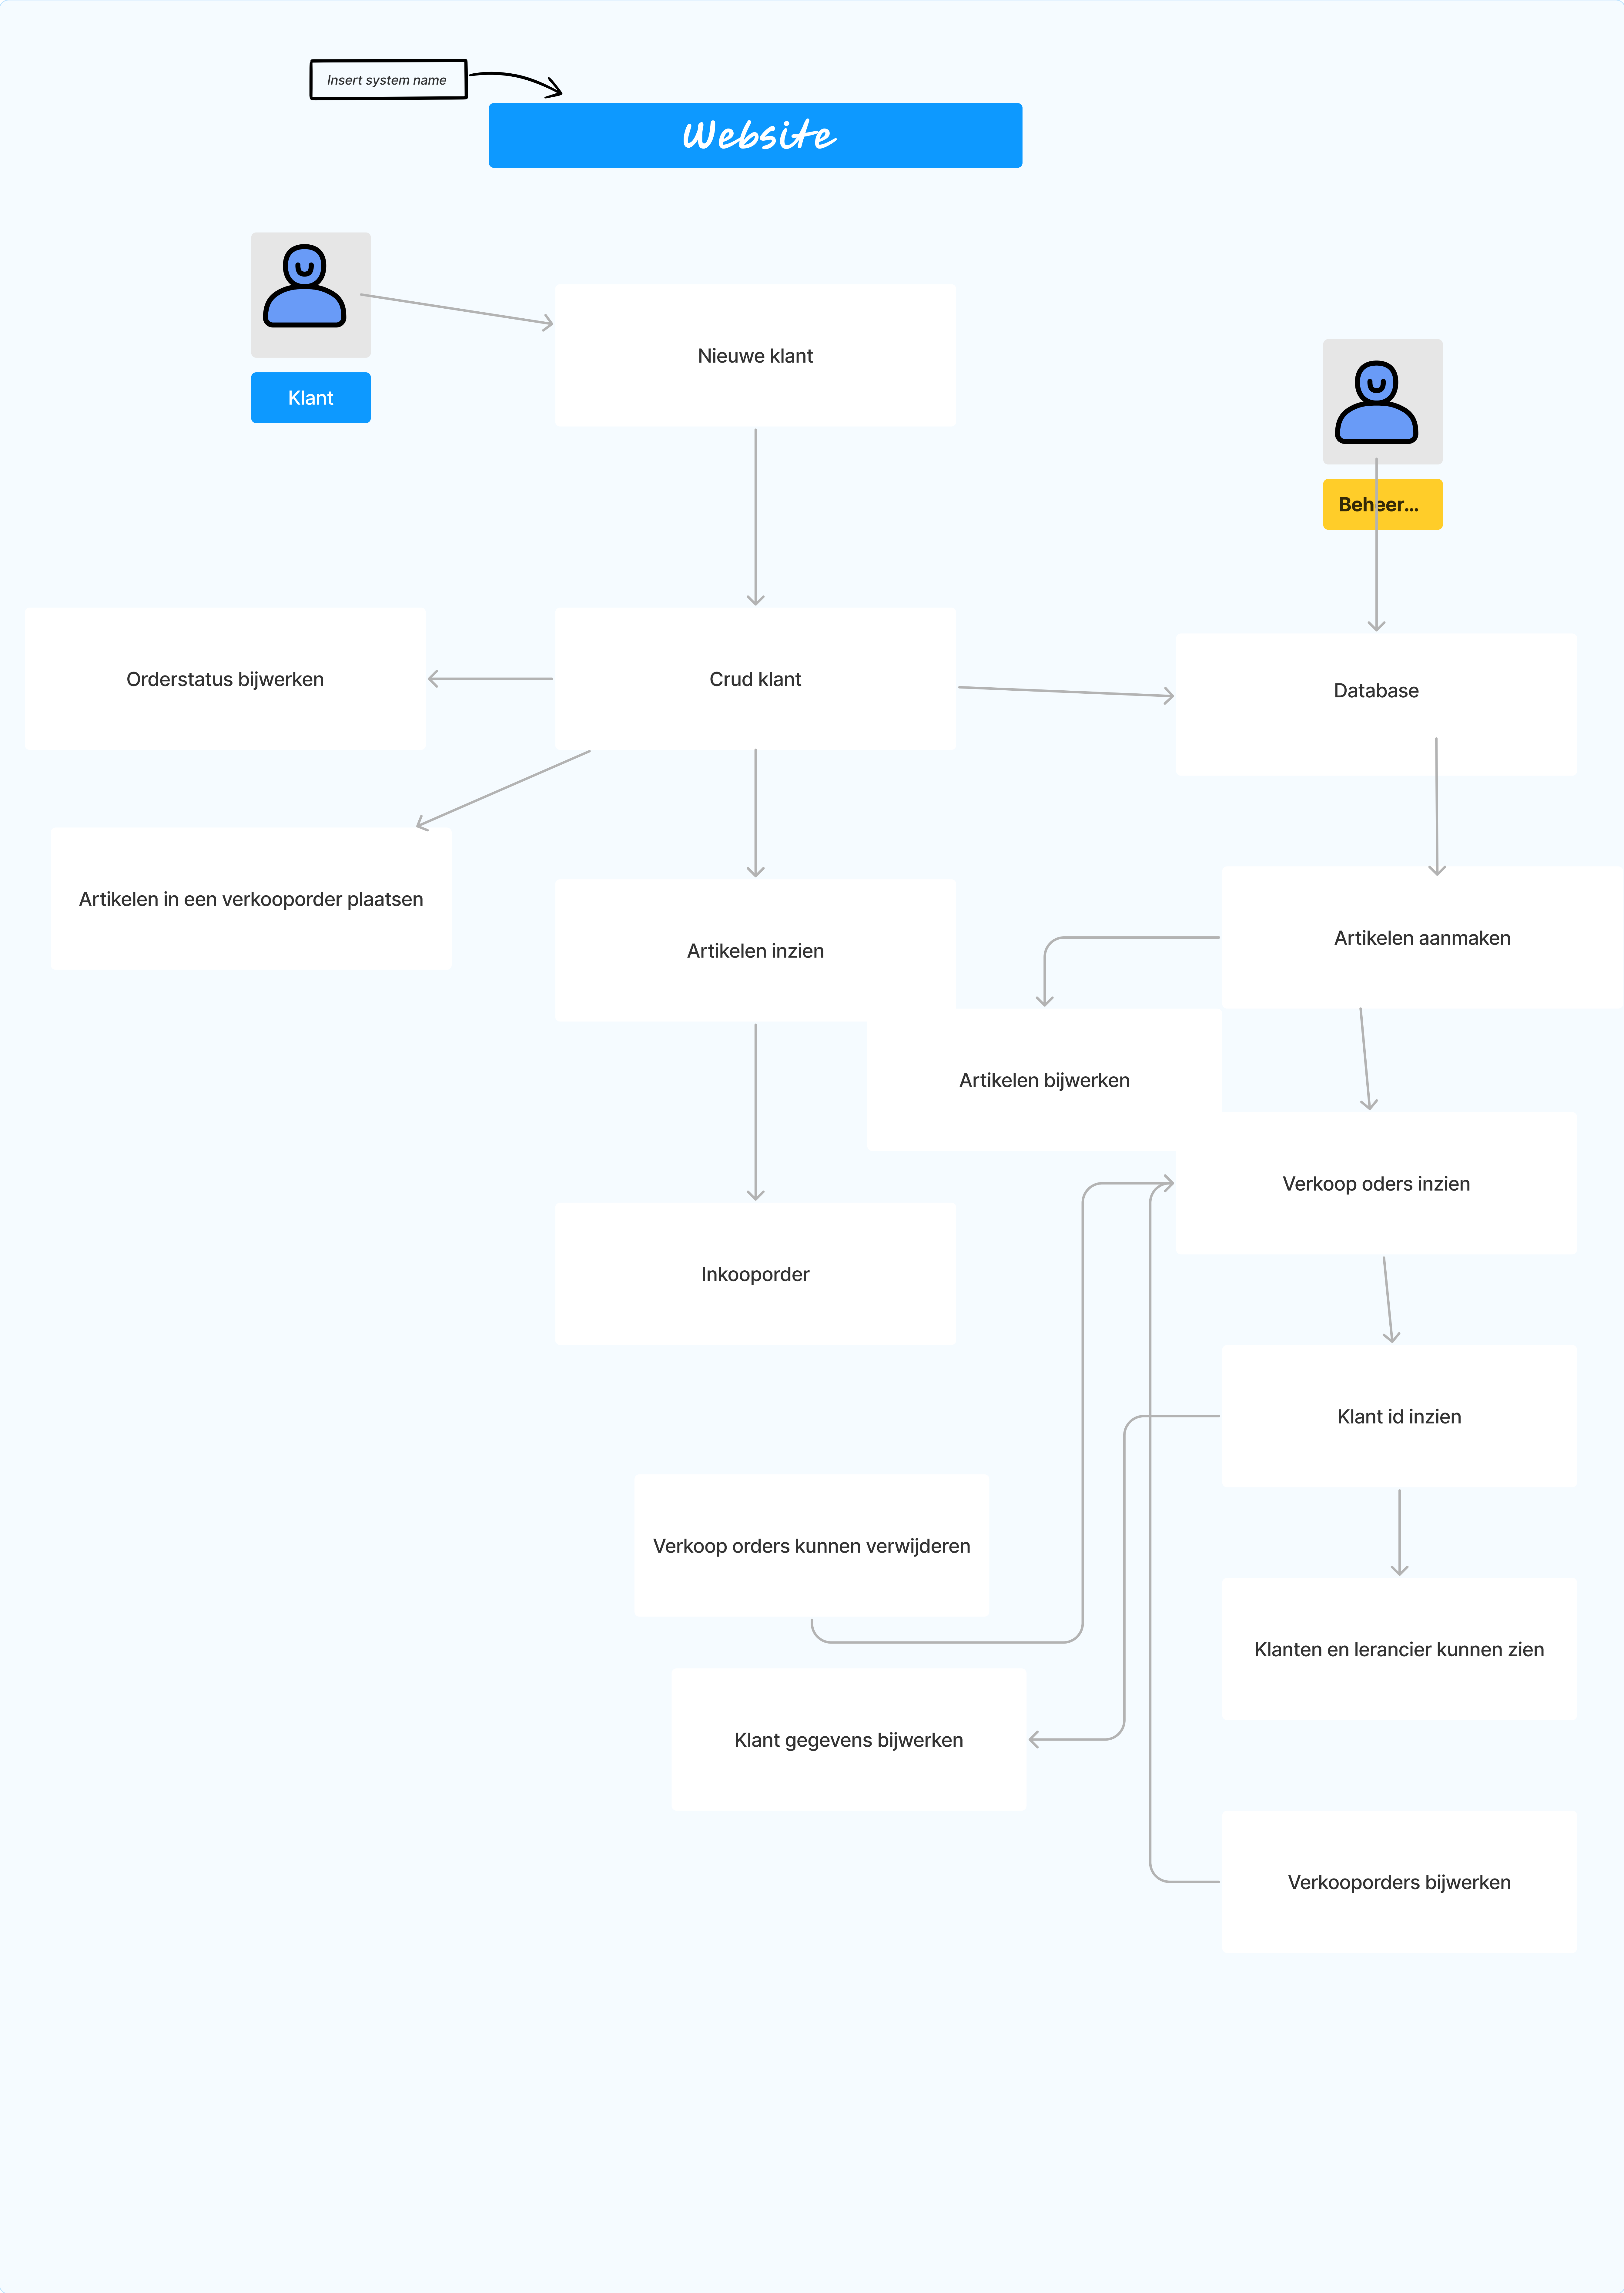 Insert system name
Website
Klant
Nieuwe klant
Beheer...
Orderstatus bijwerken
Crud klant
Database
Artikelen in een verkooporder plaatsen
Artikelen inzien
Artikelen aanmaken
Artikelen bijwerken
Verkoop oders inzien
Inkooporder
Klant id inzien
Verkoop orders kunnen verwijderen
Klanten en lerancier kunnen zien
Klant gegevens bijwerken
Verkooporders bijwerken